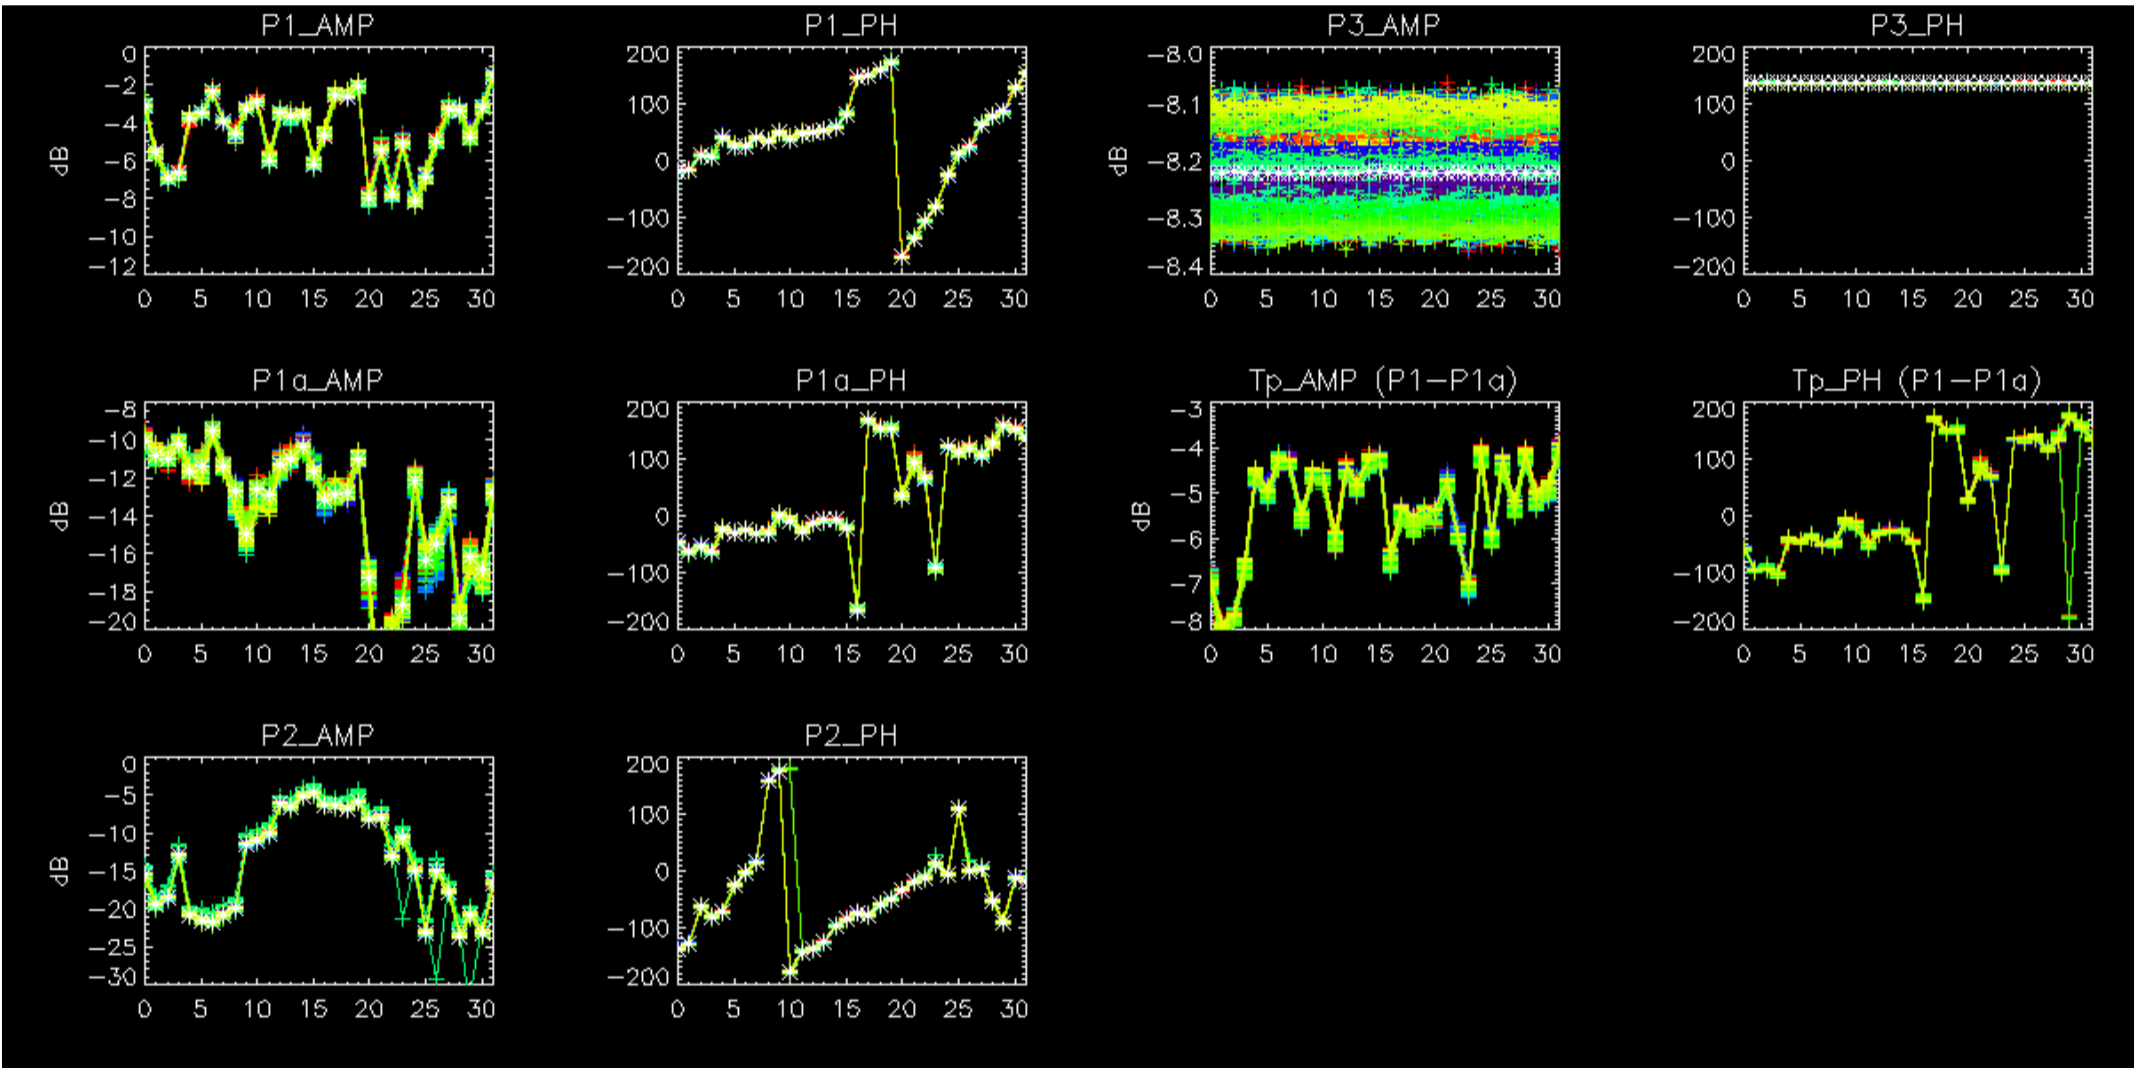 P1_AMP
dB
0
−2
−4
−6
−8
−10
−12
0 5 10 15 20 25 30
P1_PH
200
100
0
−100
−200
0 5 10 15 20 25 30
P3_AMP
dB
−8.0
−8.1
−8.2
−8.3
−8.4
0 5 10 15 20 25 30
P3_PH
200
100
0
−100
−200
0 5 10 15 20 25 30
P1a_AMP
dB
−8
−10
−12
−14
−16
−18
−20
0 5 10 15 20 25 30
P1a_PH
200
100
0
−100
−200
0 5 10 15 20 25 30
Tp_AMP (P1−P1a)
dB
−3
−4
−5
−6
−7
−8
0 5 10 15 20 25 30
Tp_PH (P1−P1a)
200
100
0
−100
−200
0 5 10 15 20 25 30
P2_AMP
dB
0
−5
−10
−15
−20
−25
−30
0 5 10 15 20 25 30
P2_PH
200
100
0
−100
−200
0 5 10 15 20 25 30